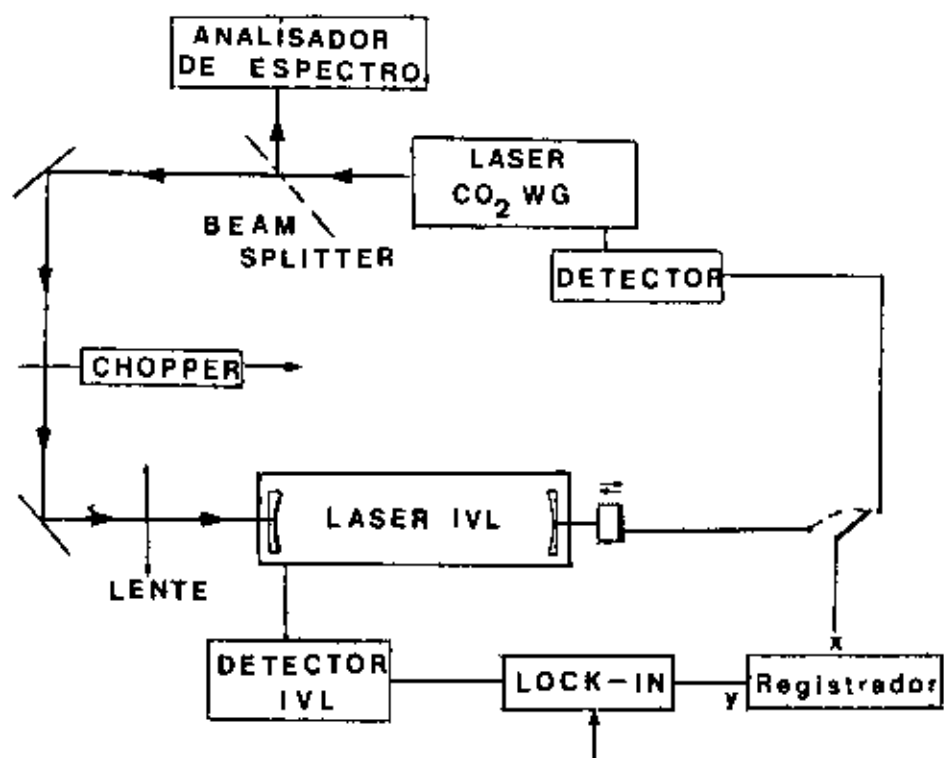 ANALISADOR
DE ESPECTRO
LASER
CO₂ WG
BEAM
SPLITTER
DETECTOR
CHOPPER
LASER IVL
LENTE
DETECTOR
IVL
LOCK-IN
x
y
Registrador